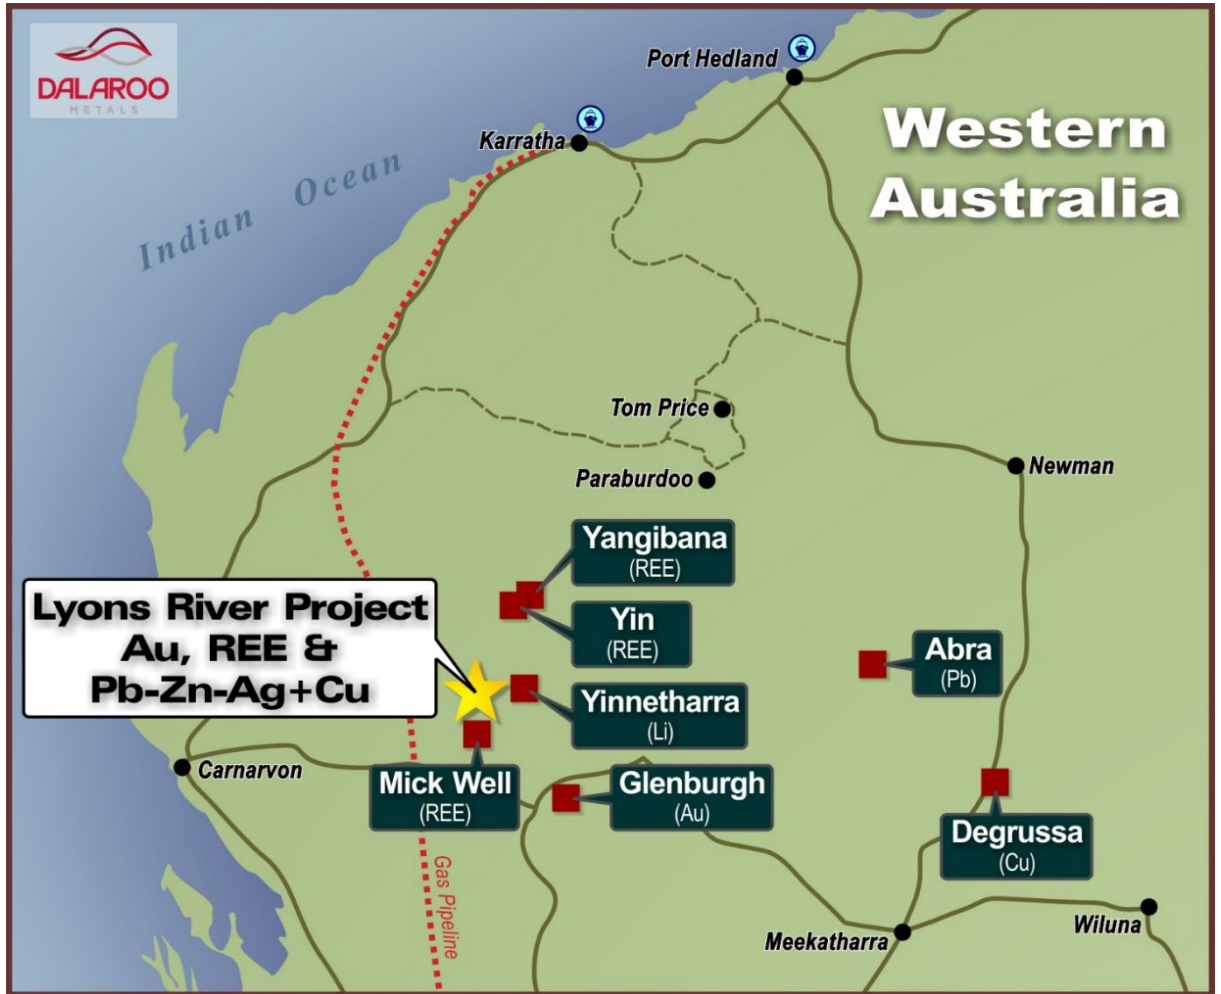 DALAROO
METALS
Port Hedland
Western
Australia
Karratha
Indian Ocean
Tom Price
Paraburdoo
Newman
Yangibana
(REE)
Lyons River Project
Au, REE &
Pb-Zn-Ag+Cu
Yin
(REE)
Abra
(Pb)
Yinnetharra
(Li)
Carnarvon
Mick Well
(REE)
Glenburgh
(Au)
Degrussa
(Cu)
Gas Pipeline
Meekatharra
Wiluna